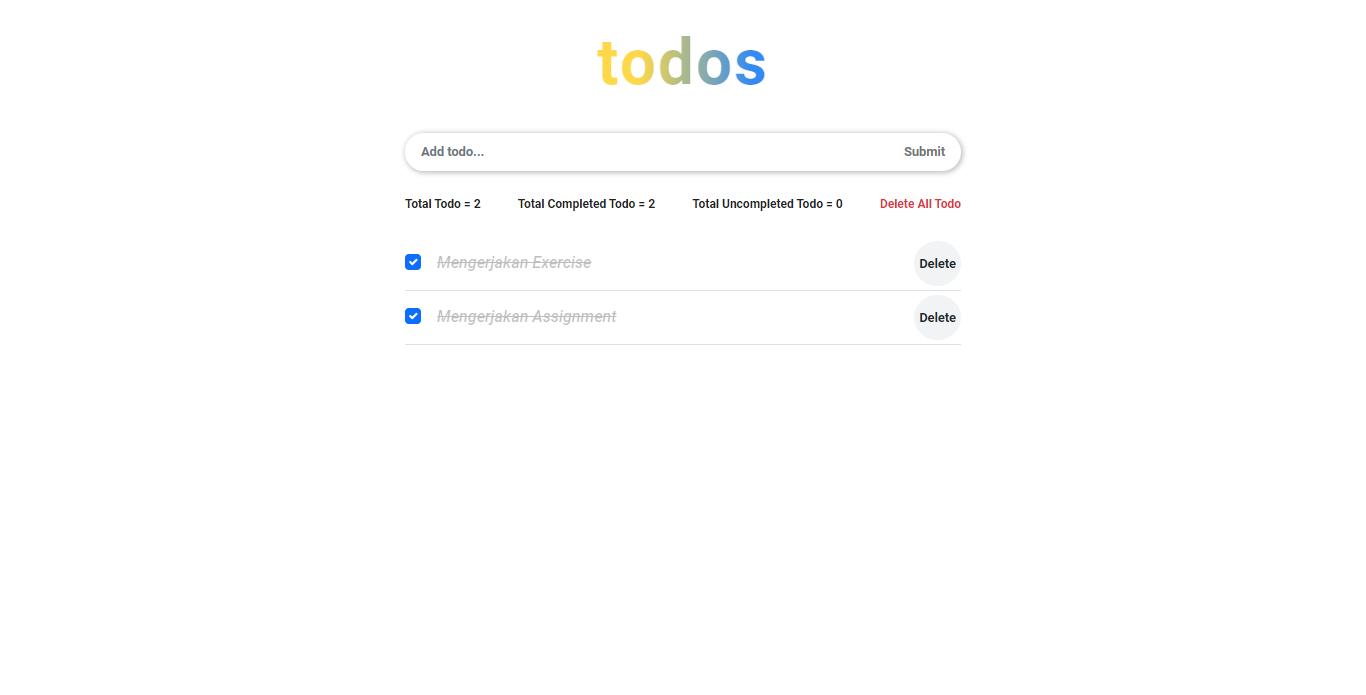 todos
Add todo... Submit
Total Todo = 2 Total Completed Todo = 2 Total Uncompleted Todo = 0 Delete All Todo
Mengerjakan Exercise Delete
Mengerjakan Assignment Delete